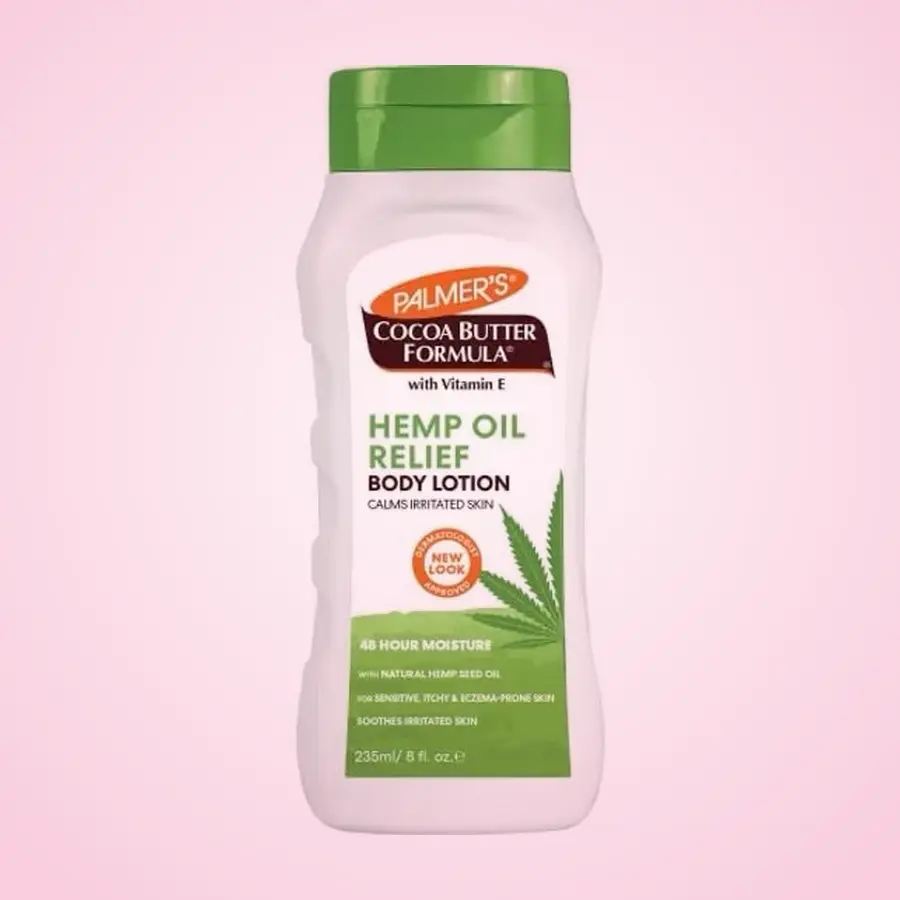 PALMER'S®
COCOA BUTTER
FORMULA®
with Vitamin E
HEMP OIL
RELIEF
BODY LOTION
CALMS IRRITATED SKIN
DERMATOLOGIST
NEW
LOOK
APPROVED
48 HOUR MOISTURE
WITH NATURAL HEMP SEED OIL
FOR SENSITIVE, ITCHY & ECZEMA-PRONE SKIN
SOOTHES IRRITATED SKIN
235ml/ 8 fl. oz.℮